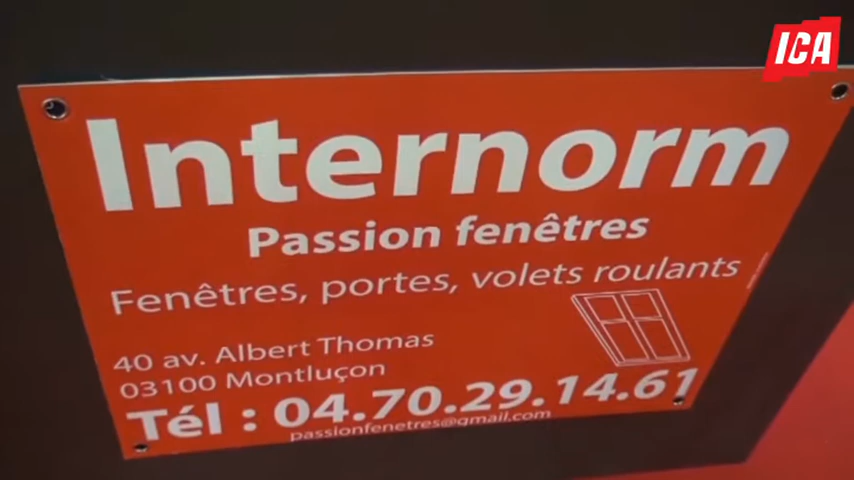 ICA
Internorm
Passion fenêtres
Fenêtres, portes, volets roulants
40 av. Albert Thomas
03100 Montluçon
Tél : 04.70.29.14.61
passionfenetres@gmail.com